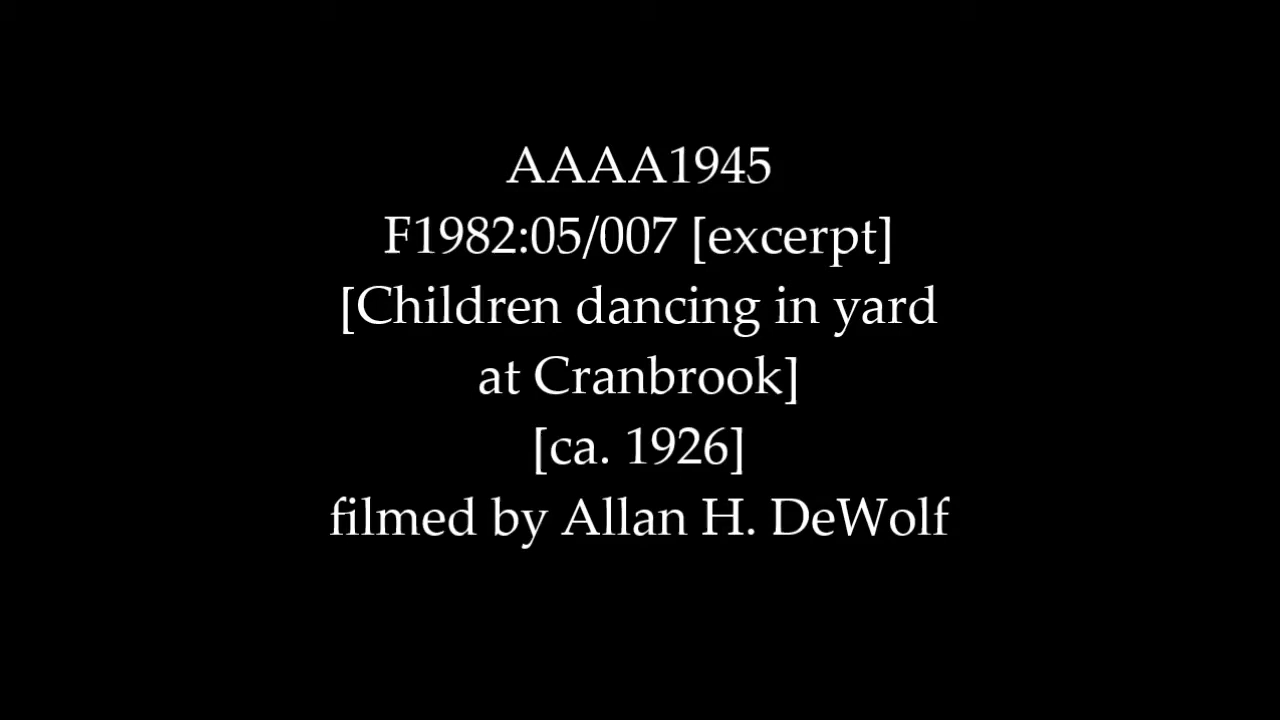 AAAA1945
F1982:05/007 [excerpt]
[Children dancing in yard
at Cranbrook]
[ca. 1926]
filmed by Allan H. DeWolf